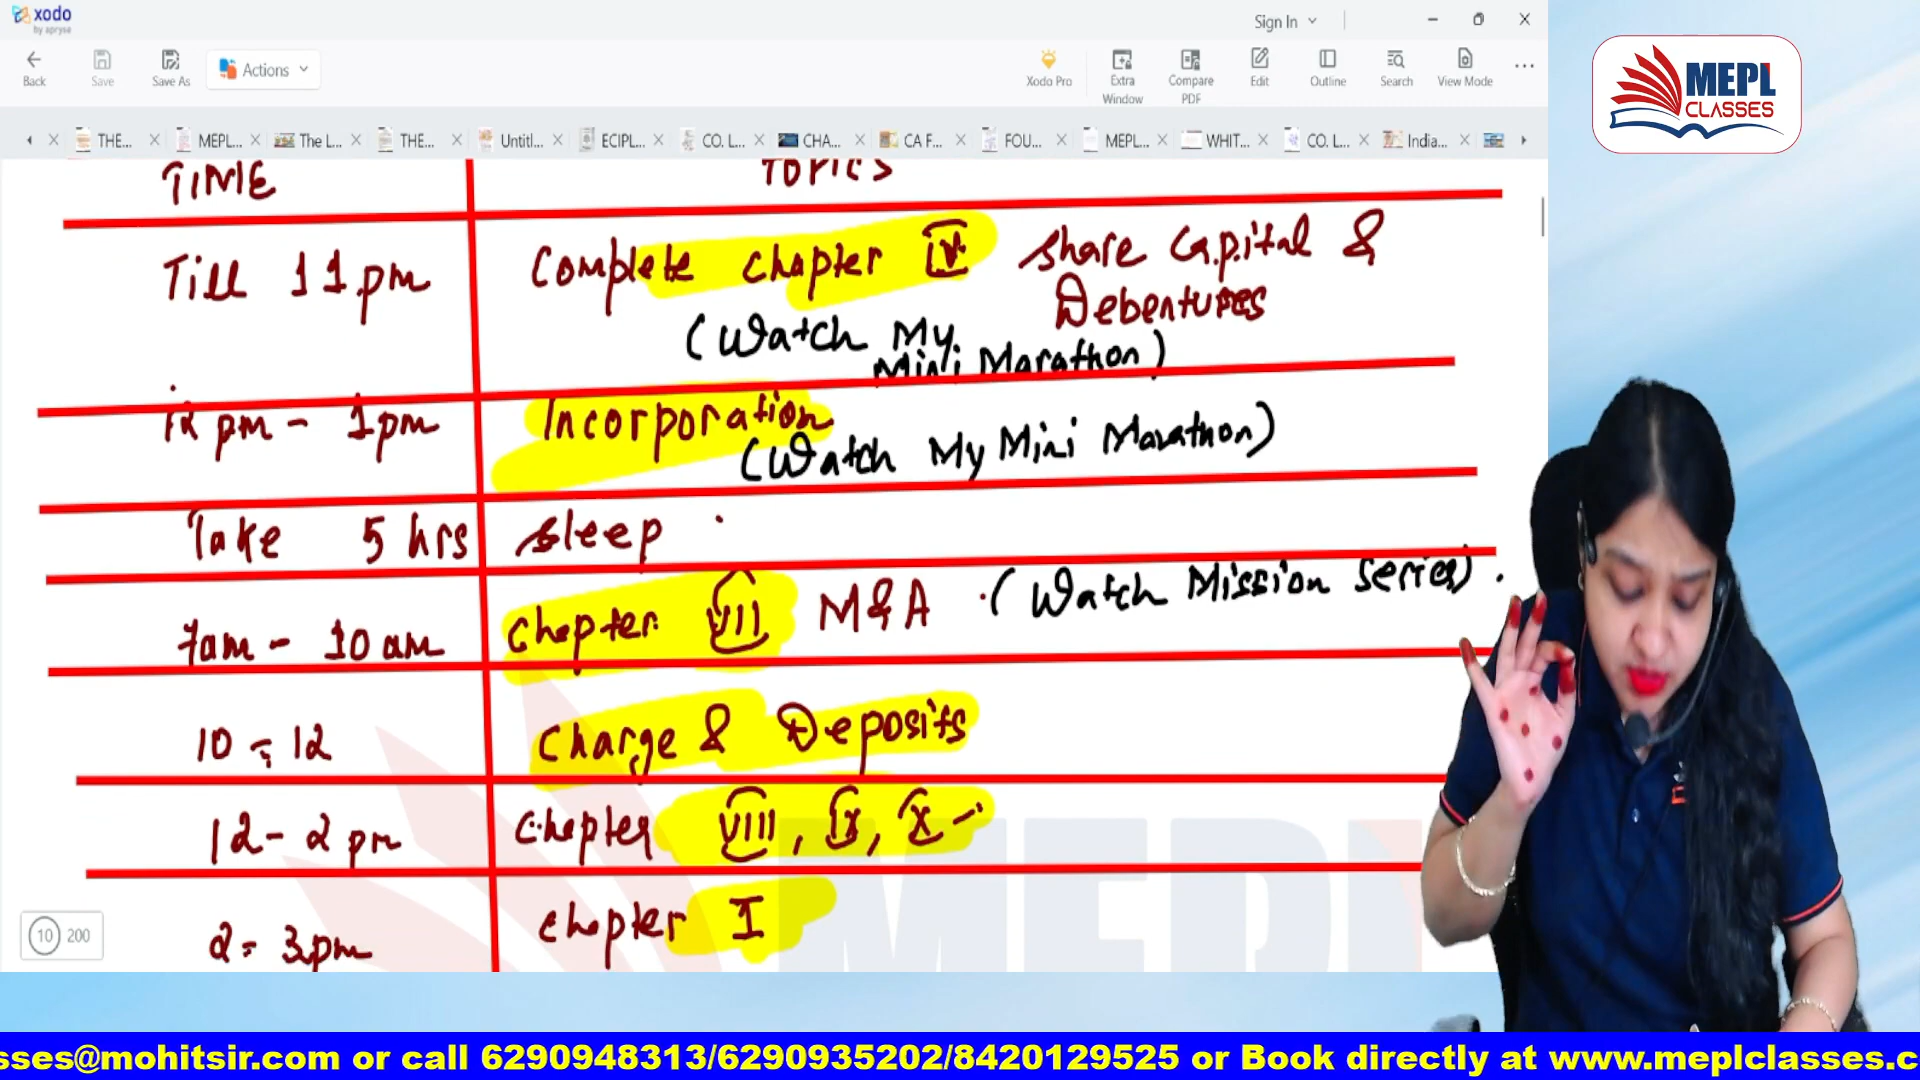 xodo
by apryse
Sign In
Back
Save
Save As
Actions
Xodo Pro
Extra Window
Compare PDF
Edit
Outline
Search
View Mode
THE...
MEPL...
The L...
THE...
Untitl...
ECIPL...
CO. L...
CHA...
CA F...
FOU...
MEPL...
WHIT...
CO. L...
India...
MEPL
CLASSES
TIME
TOPICS
Till 11pm
Complete chapter IV
Share Capital &
Debentures
(Watch My
Mini Marathon)
12 pm - 1pm
Incorporation
(Watch My Mini Marathon)
Take 5 hrs
sleep
7am - 10 am
chapter VII M&A (Watch Mission Series).
10 - 12
Charge & Deposits
12 - 2 pm
chapter VIII, IX, X -
2 - 3pm
chapter I
10 200
MEPL
sses@mohitsir.com or call 6290948313/6290935202/8420129525 or Book directly at www.meplclasses.c